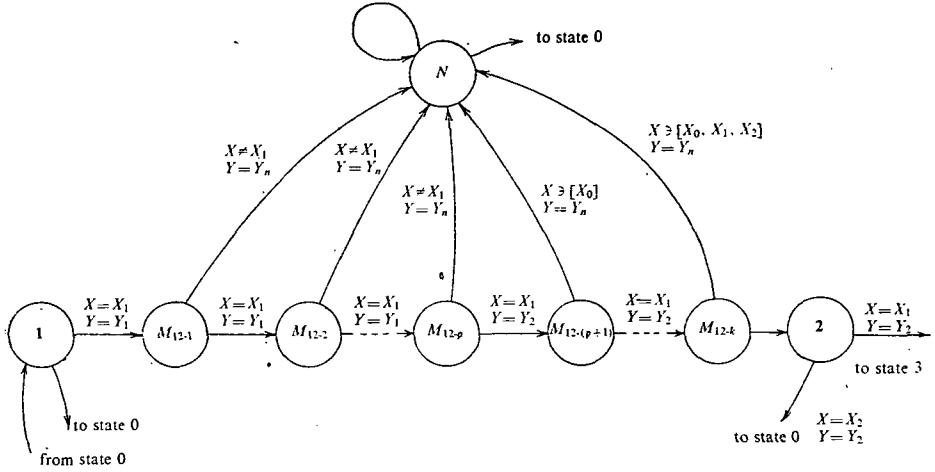 to state 0
N
X ∋ [X₀, X₁, X₂]
Y = Yₙ
X ≠ X₁
Y = Yₙ
X ≠ X₁
Y = Yₙ
X ≠ X₁
Y = Yₙ
X ∋ [X₀]
Y = Yₙ
X = X₁
Y = Y₁
X = X₁
Y = Y₁
X = X₁
Y = Y₁
X = X₁
Y = Y₂
X = X₁
Y = Y₂
X = X₁
Y = Y₂
1
M₁₂₋₁
M₁₂₋₂
M₁₂₋ₚ
M₁₂₋₍ₚ₊₁₎
M₁₂₋ₖ
2
to state 3
to state 0
from state 0
to state 0
X = X₂
Y = Y₂